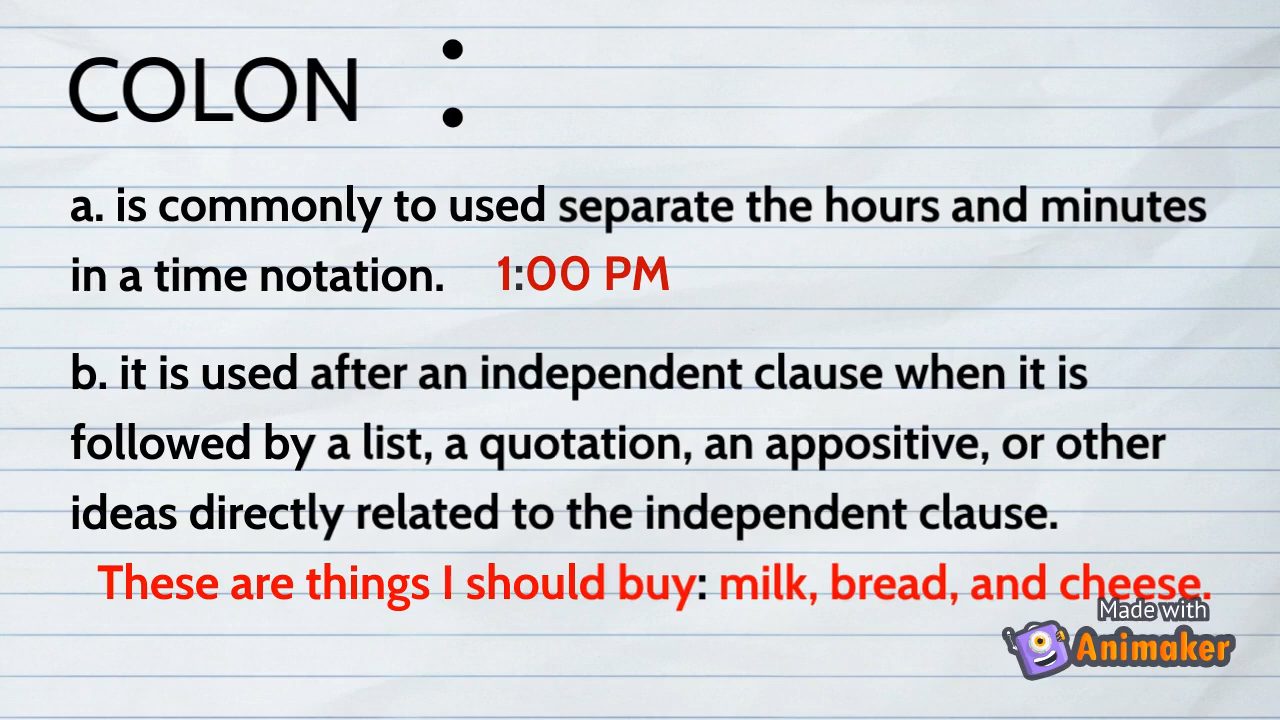 COLON :
a. is commonly to used separate the hours and minutes
in a time notation. 1:00 PM
b. it is used after an independent clause when it is
followed by a list, a quotation, an appositive, or other
ideas directly related to the independent clause.
These are things I should buy: milk, bread, and cheese.
Made with
Animaker